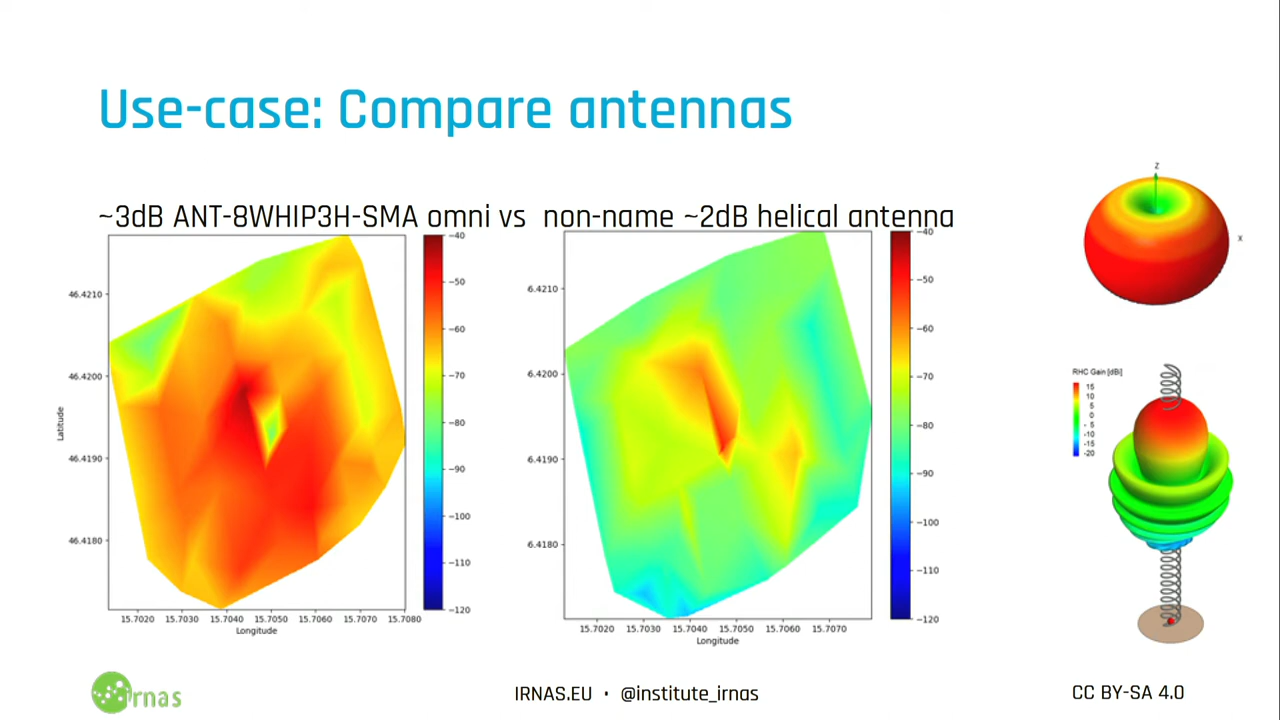 Use-case: Compare antennas
~3dB ANT-8WHIP3H-SMA omni vs non-name ~2dB helical antenna
46.4210
46.4200
46.4190
46.4180
Latitude
15.7020 15.7030 15.7040 15.7050 15.7060 15.7070 15.7080
Longitude
−40
−50
−60
−70
−80
−90
−100
−110
−120
6.4210
6.4200
6.4190
6.4180
15.7020 15.7030 15.7040 15.7050 15.7060 15.7070
Longitude
−40
−50
−60
−70
−80
−90
−100
−110
−120
Z
X
RHC Gain [dBi]
15
10
5
0
-5
-10
-15
-20
irnas
IRNAS.EU • @institute_irnas
CC BY-SA 4.0